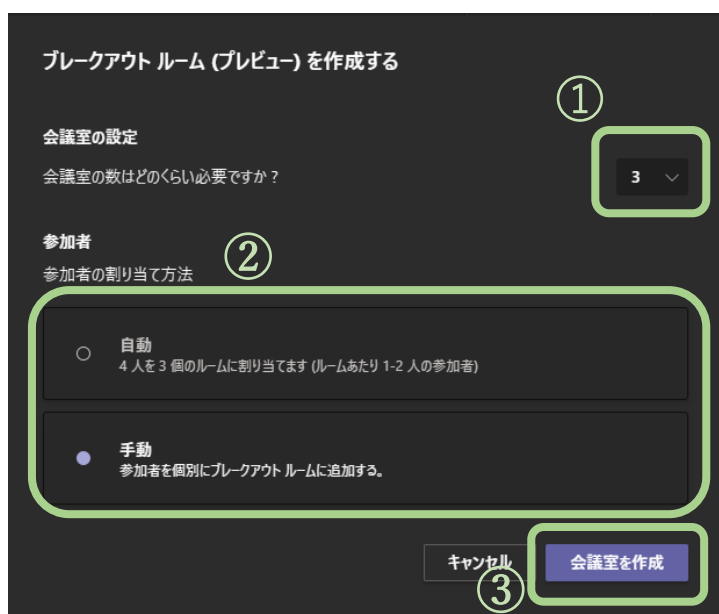 ブレークアウト ルーム (プレビュー) を作成する
①
会議室の設定
会議室の数はどのくらい必要ですか？
3
参加者
②
参加者の割り当て方法
自動
4 人を 3 個のルームに割り当てます (ルームあたり 1-2 人の参加者)
手動
参加者を個別にブレークアウト ルームに追加する。
キャンセル
会議室を作成
③